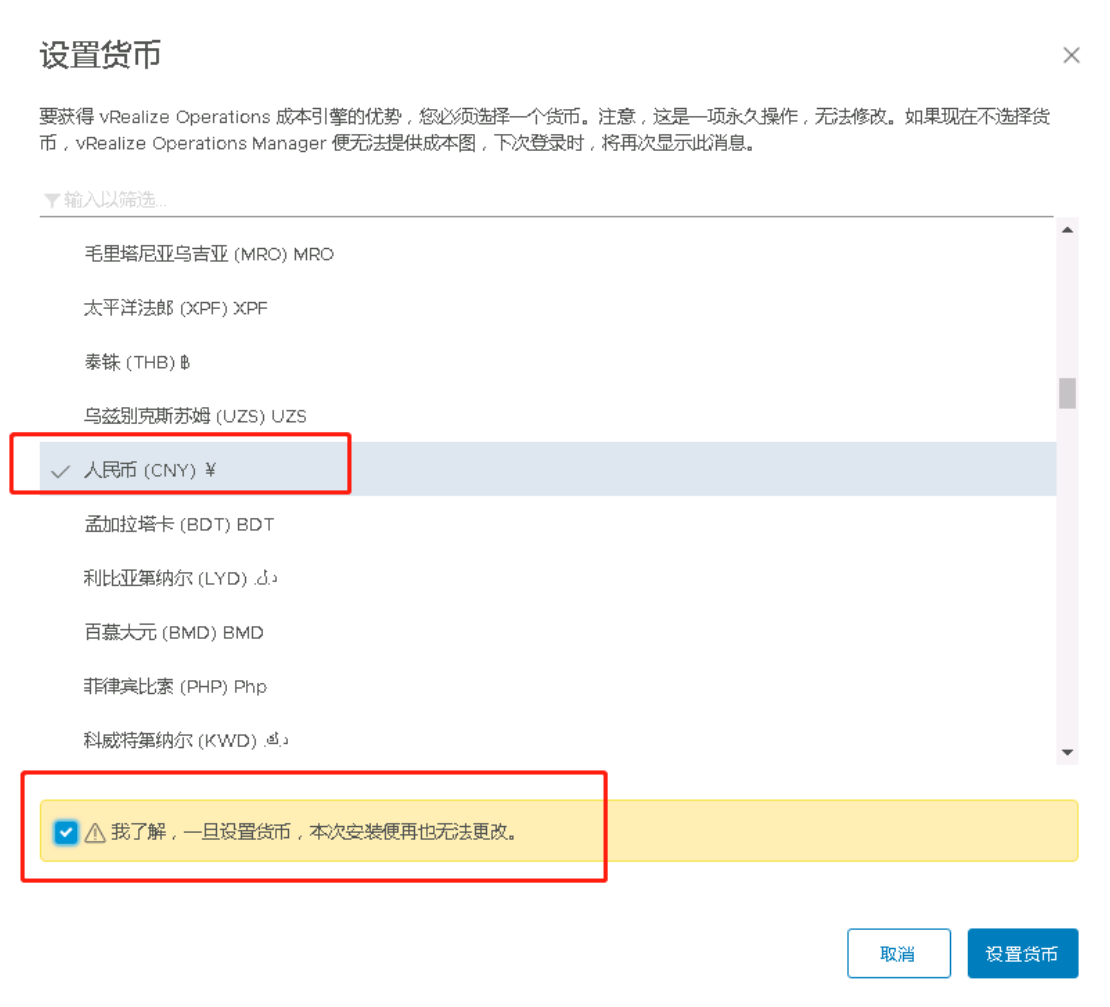 设置货币
要获得 vRealize Operations 成本引擎的优势，您必须选择一个货币。注意，这是一项永久操作，无法修改。如果现在不选择货
币，vRealize Operations Manager 便无法提供成本图，下次登录时，将再次显示此消息。
输入以筛选...
毛里塔尼亚乌吉亚 (MRO) MRO
太平洋法郎 (XPF) XPF
泰铢 (THB) ฿
乌兹别克斯苏姆 (UZS) UZS
人民币 (CNY) ¥
孟加拉塔卡 (BDT) BDT
利比亚第纳尔 (LYD) د.ل.
百慕大元 (BMD) BMD
菲律宾比索 (PHP) Php
科威特第纳尔 (KWD) د.ك.
我了解，一旦设置货币，本次安装便再也无法更改。
取消
设置货币